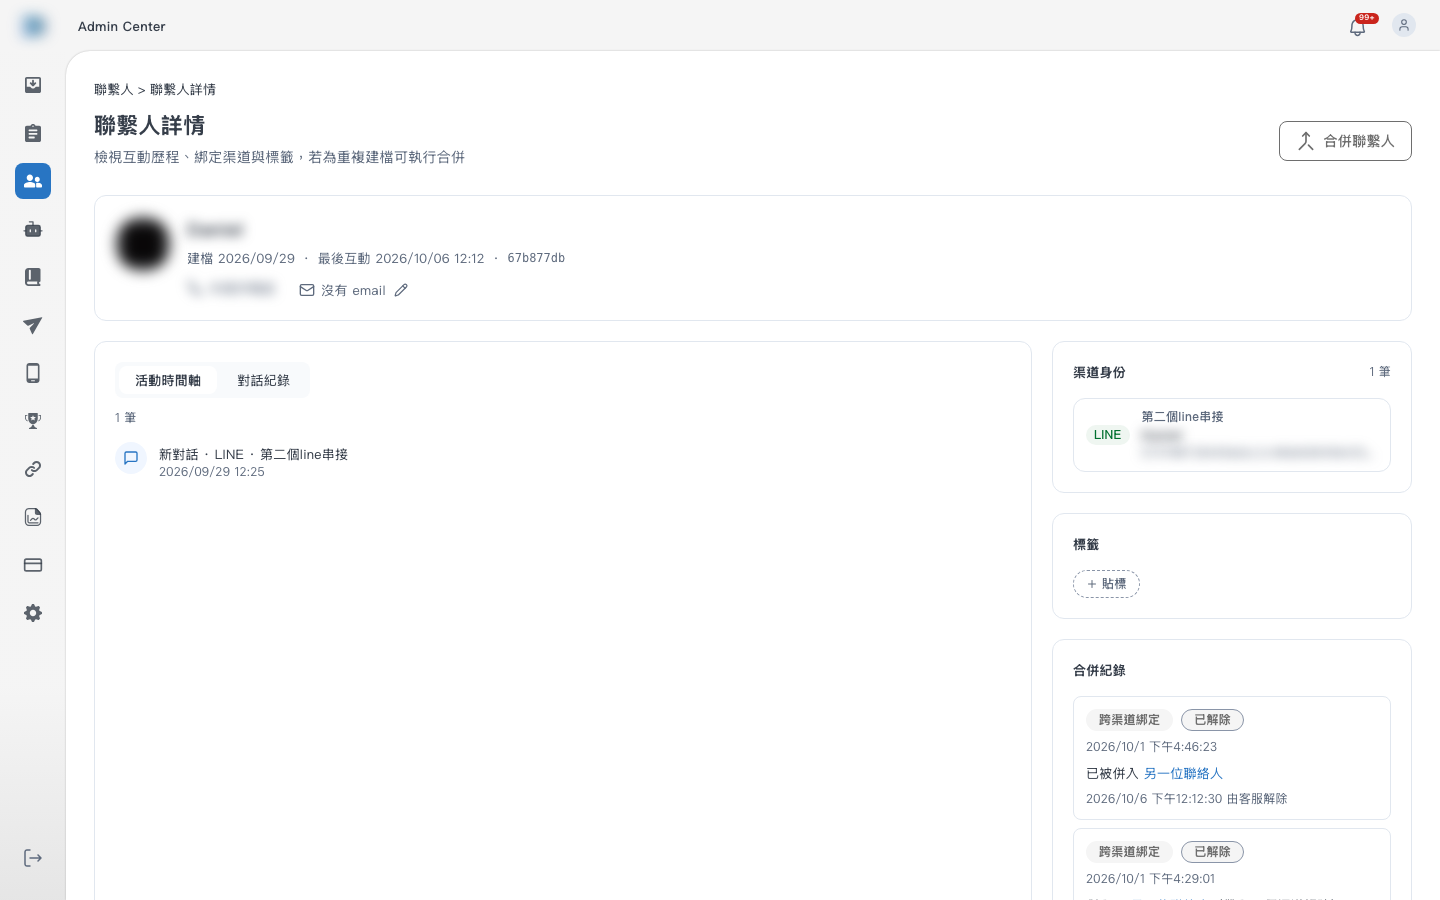 Admin Center
99+
聯繫人 > 聯繫人詳情
聯繫人詳情
檢視互動歷程、綁定渠道與標籤，若為重複建檔可執行合併
合併聯繫人
建檔 2026/09/29 · 最後互動 2026/10/06 12:12 · 67b877db
沒有 email
活動時間軸 對話紀錄
1 筆
新對話 · LINE · 第二個line串接
2026/09/29 12:25
渠道身份 1 筆
第二個line串接
LINE
標籤
+ 貼標
合併紀錄
跨渠道綁定 已解除
2026/10/1 下午4:46:23
已被併入 另一位聯絡人
2026/10/6 下午12:12:30 由客服解除
跨渠道綁定 已解除
2026/10/1 下午4:29:01